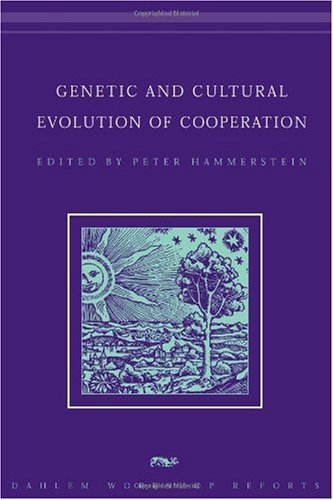 GENETIC AND CULTURAL
EVOLUTION OF COOPERATION
EDITED BY PETER HAMMERSTEIN
DAHLEM WORKSHOP REPORTS